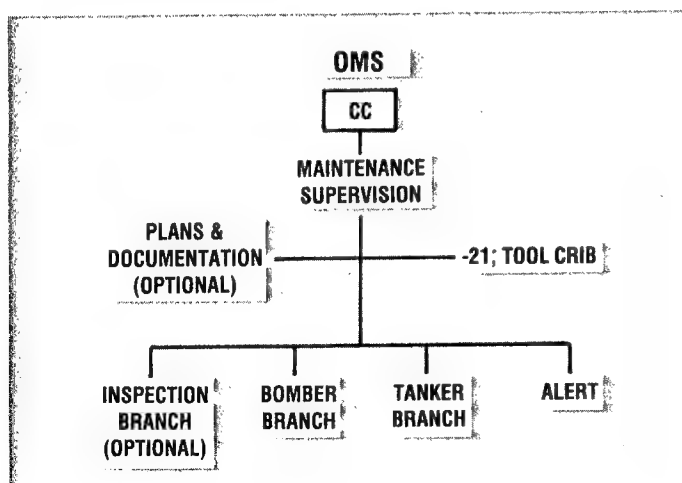 OMS
CC
MAINTENANCE
SUPERVISION
PLANS &
DOCUMENTATION
(OPTIONAL)
-21; TOOL CRIB
INSPECTION
BRANCH
(OPTIONAL)
BOMBER
BRANCH
TANKER
BRANCH
ALERT